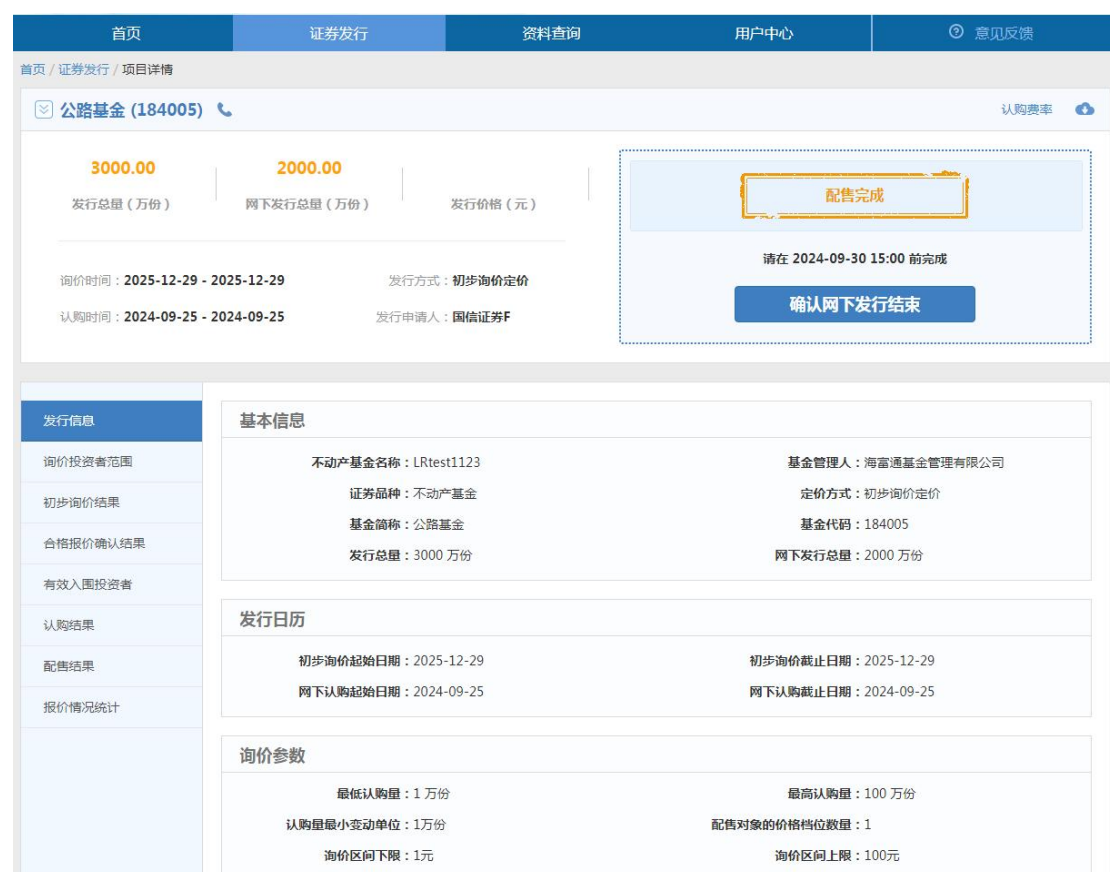 首页 证券发行 资料查询 用户中心 意见反馈
首页 / 证券发行 / 项目详情
公路基金 (184005) 认购费率
3000.00 2000.00
发行总量 ( 万份 ) 网下发行总量 ( 万份 ) 发行价格 ( 元 )
询价时间：2025-12-29 - 2025-12-29 发行方式：初步询价定价
认购时间：2024-09-25 - 2024-09-25 发行申请人：国信证券F
配售完成
请在 2024-09-30 15:00 前完成
确认网下发行结束
发行信息
询价投资者范围
初步询价结果
合格报价确认结果
有效入围投资者
认购结果
配售结果
报价情况统计
基本信息
不动产基金名称：LRtest1123 基金管理人：海富通基金管理有限公司
证券品种：不动产基金 定价方式：初步询价定价
基金简称：公路基金 基金代码：184005
发行总量：3000 万份 网下发行总量：2000 万份
发行日历
初步询价起始日期：2025-12-29 初步询价截止日期：2025-12-29
网下认购起始日期：2024-09-25 网下认购截止日期：2024-09-25
询价参数
最低认购量：1 万份 最高认购量：100 万份
认购量最小变动单位：1万份 配售对象的价格档位数量：1
询价区间下限：1元 询价区间上限：100元